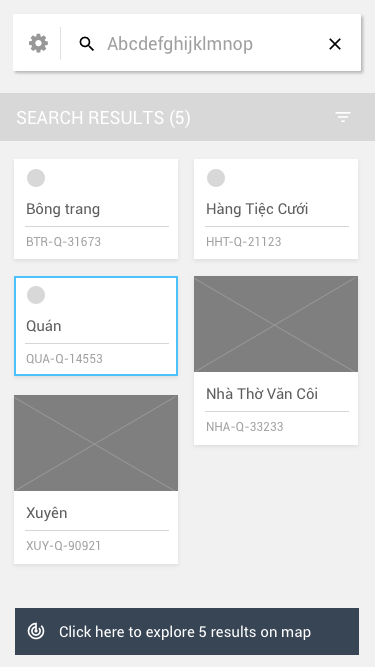 Abcdefghijklmnop
SEARCH RESULTS (5)
Bông trang
BTR-Q-31673
Hàng Tiệc Cưới
HHT-Q-21123
Quán
QUA-Q-14553
Nhà Thờ Văn Côi
NHA-Q-33233
Xuyên
XUY-Q-90921
Click here to explore 5 results on map